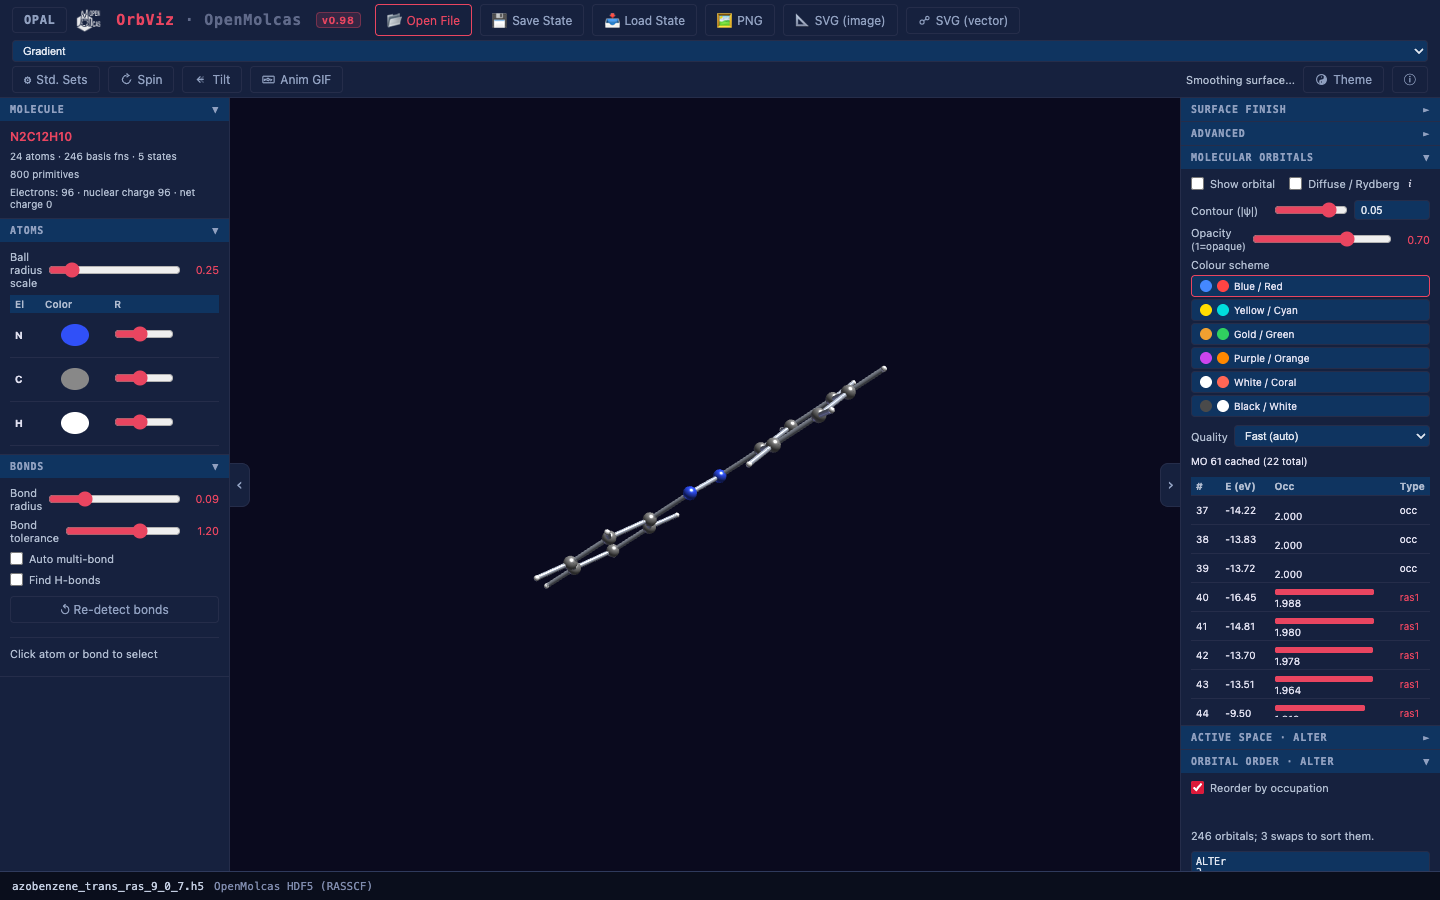 OPAL OrbViz · OpenMolcas v0.98 Open File Save State Load State PNG SVG (image) SVG (vector)
Gradient
Std. Sets Spin Tilt Anim GIF Smoothing surface... Theme
MOLECULE
N2C12H10
24 atoms · 246 basis fns · 5 states
800 primitives
Electrons: 96 · nuclear charge 96 · net
charge 0
ATOMS
Ball
radius
scale
0.25
El Color R
N
C
H
BONDS
Bond
radius
0.09
Bond
tolerance
1.20
Auto multi-bond
Find H-bonds
Re-detect bonds
Click atom or bond to select
SURFACE FINISH
ADVANCED
MOLECULAR ORBITALS
Show orbital Diffuse / Rydberg i
Contour (|ψ|) 0.05
Opacity
(1=opaque)
0.70
Colour scheme
Blue / Red
Yellow / Cyan
Gold / Green
Purple / Orange
White / Coral
Black / White
Quality Fast (auto)
MO 61 cached (22 total)
# E (eV) Occ Type
37 -14.22 2.000 occ
38 -13.83 2.000 occ
39 -13.72 2.000 occ
40 -16.45 1.988 ras1
41 -14.81 1.980 ras1
42 -13.70 1.978 ras1
43 -13.51 1.964 ras1
44 -9.50 ras1
ACTIVE SPACE · ALTER
ORBITAL ORDER · ALTER
Reorder by occupation
246 orbitals; 3 swaps to sort them.
ALTEr
azobenzene_trans_ras_9_0_7.h5 OpenMolcas HDF5 (RASSCF)